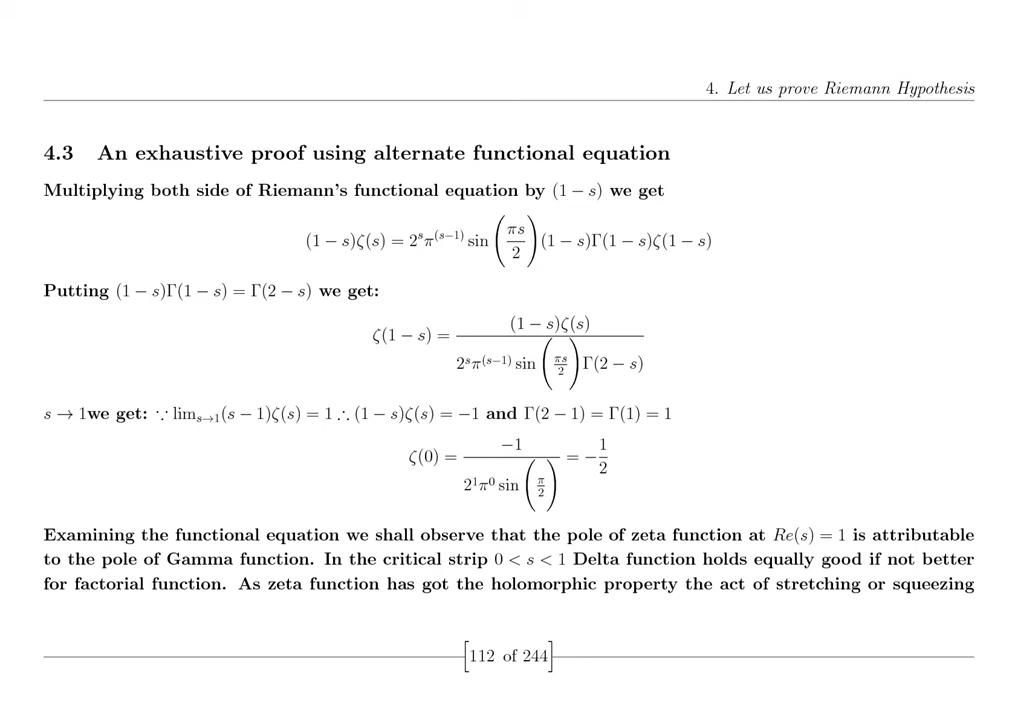 4. Let us prove Riemann Hypothesis
4.3 An exhaustive proof using alternate functional equation
Multiplying both side of Riemann's functional equation by (1 − s) we get
(1 − s)ζ(s) = 2^s π^(s−1) sin(πs/2)(1 − s)Γ(1 − s)ζ(1 − s)
Putting (1 − s)Γ(1 − s) = Γ(2 − s) we get:
ζ(1 − s) = (1 − s)ζ(s) / 2^s π^(s−1) sin(πs/2)Γ(2 − s)
s → 1we get: ∵ lim_{s→1}(s − 1)ζ(s) = 1 ∴ (1 − s)ζ(s) = −1 and Γ(2 − 1) = Γ(1) = 1
ζ(0) = −1 / 2^1 π^0 sin(π/2) = −1/2
Examining the functional equation we shall observe that the pole of zeta function at Re(s) = 1 is attributable
to the pole of Gamma function. In the critical strip 0 < s < 1 Delta function holds equally good if not better
for factorial function. As zeta function has got the holomorphic property the act of stretching or squeezing
[112 of 244]